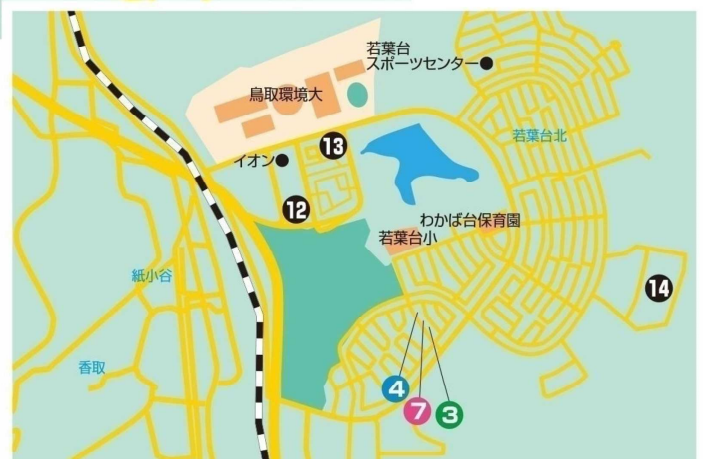 若葉台
スポーツセンター
鳥取環境大
若葉台北
13
イオン
12
わかば台保育園
若葉台小
紙小谷
14
香取
4
7
3